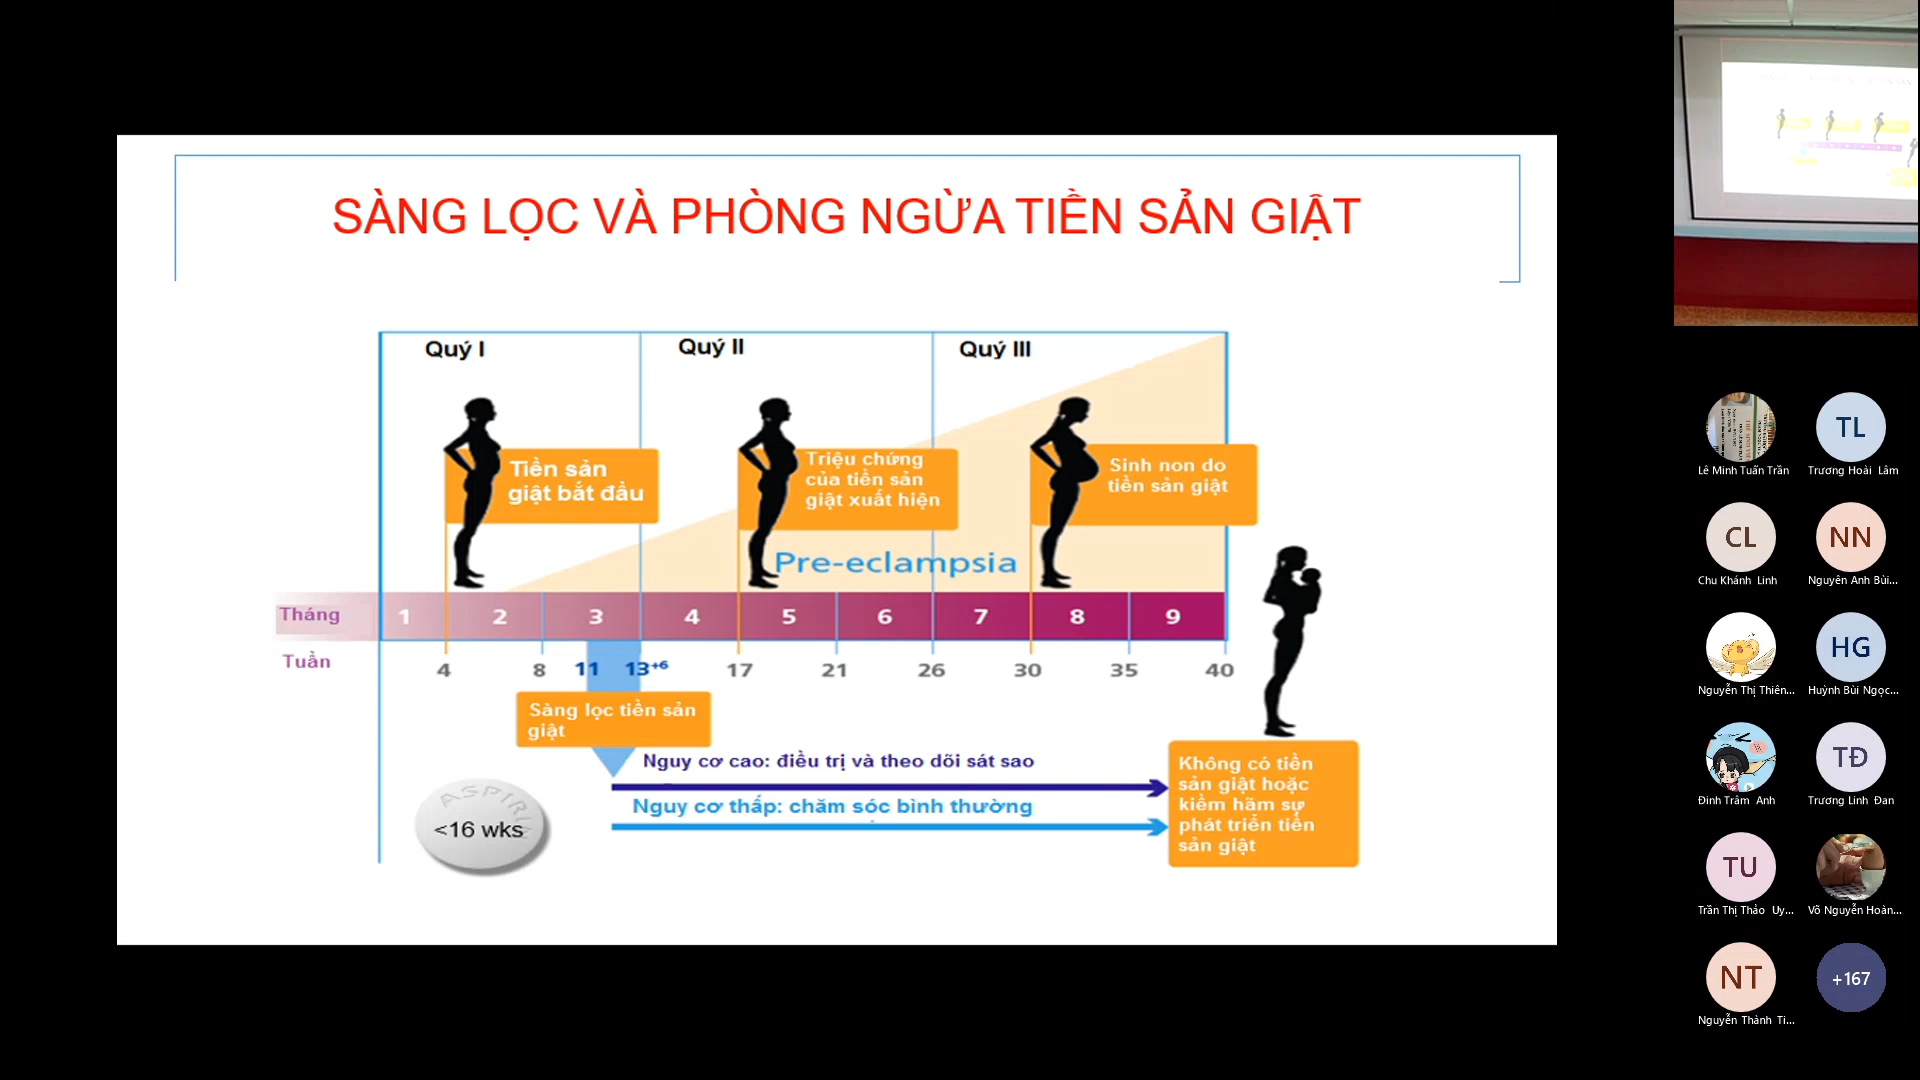 SÀNG LỌC VÀ PHÒNG NGỪA TIỀN SẢN GIẬT
Quý I
Quý II
Quý III
Tiền sản
giật bắt đầu
Triệu chứng
của tiền sản
giật xuất hiện
Sinh non do
tiền sản giật
Pre-eclampsia
Tháng
1 2 3 4 5 6 7 8 9
Tuần
4 8 11 13+6 17 21 26 30 35 40
Sàng lọc tiền sản
giật
Nguy cơ cao: điều trị và theo dõi sát sao
Nguy cơ thấp: chăm sóc bình thường
ASPIRIN
<16 wks
Không có tiền
sản giật hoặc
kiềm hãm sự
phát triển tiền
sản giật
Lê Minh Tuấn Trần
TL
Trương Hoài Lâm
CL
Chu Khánh Linh
NN
Nguyên Anh Bùi...
Nguyễn Thị Thiên...
HG
Huỳnh Bùi Ngọc...
Đinh Trâm Anh
TĐ
Trương Linh Đan
TU
Trần Thị Thảo Uy...
Võ Nguyễn Hoàn...
NT
Nguyễn Thành Ti...
+167